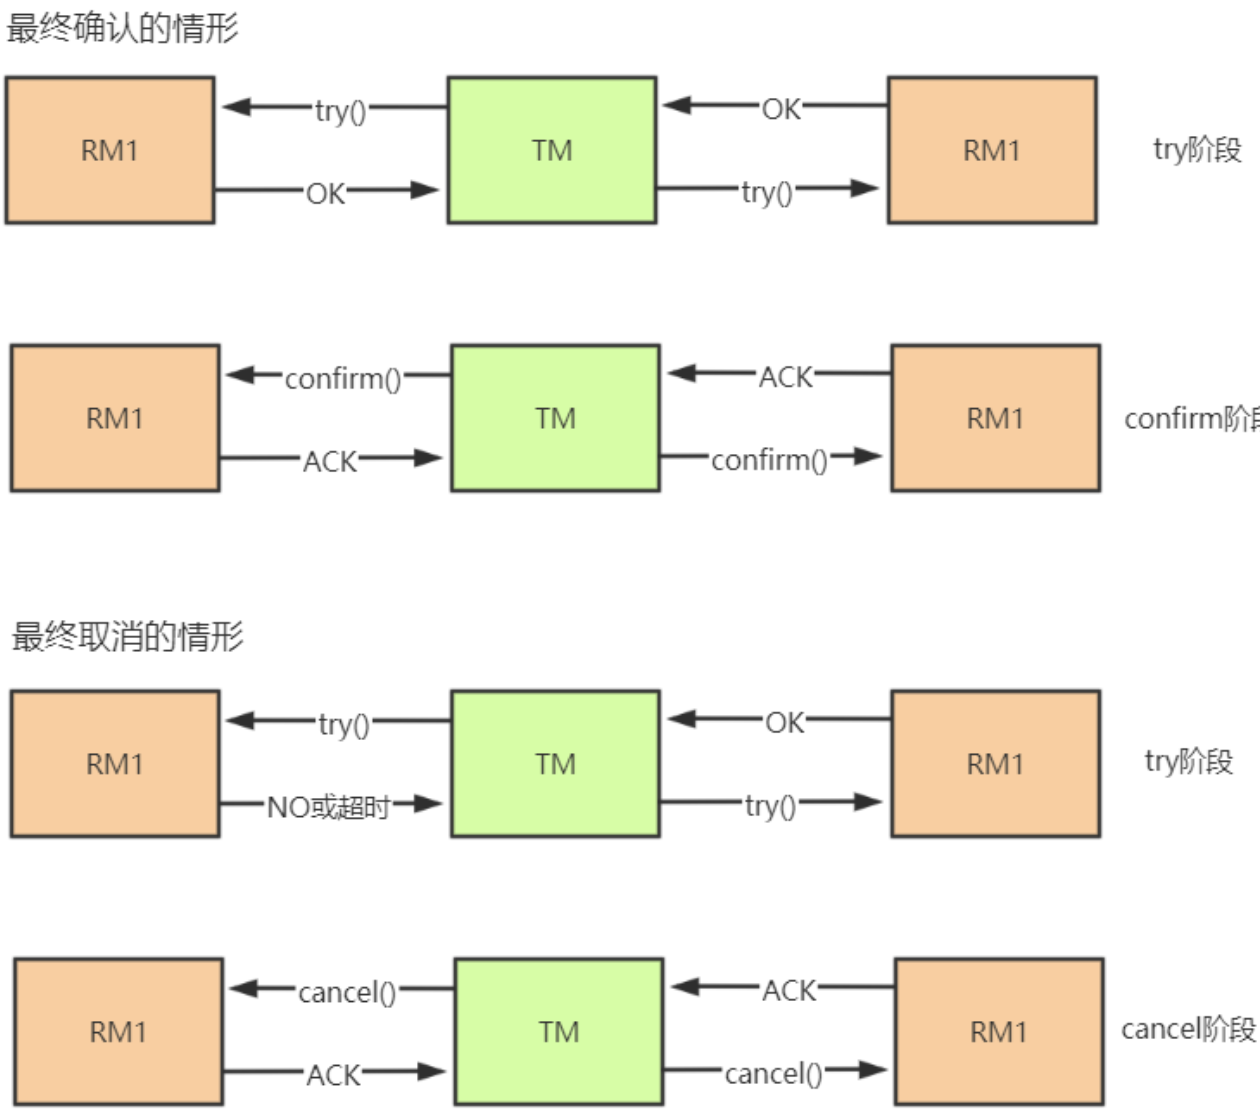 最终确认的情形
try()
OK
RM1
TM
RM1
try阶段
OK
try()
confirm()
ACK
RM1
TM
RM1
confirm阶段
ACK
confirm()
最终取消的情形
try()
OK
RM1
TM
RM1
try阶段
NO或超时
try()
cancel()
ACK
RM1
TM
RM1
cancel阶段
ACK
cancel()